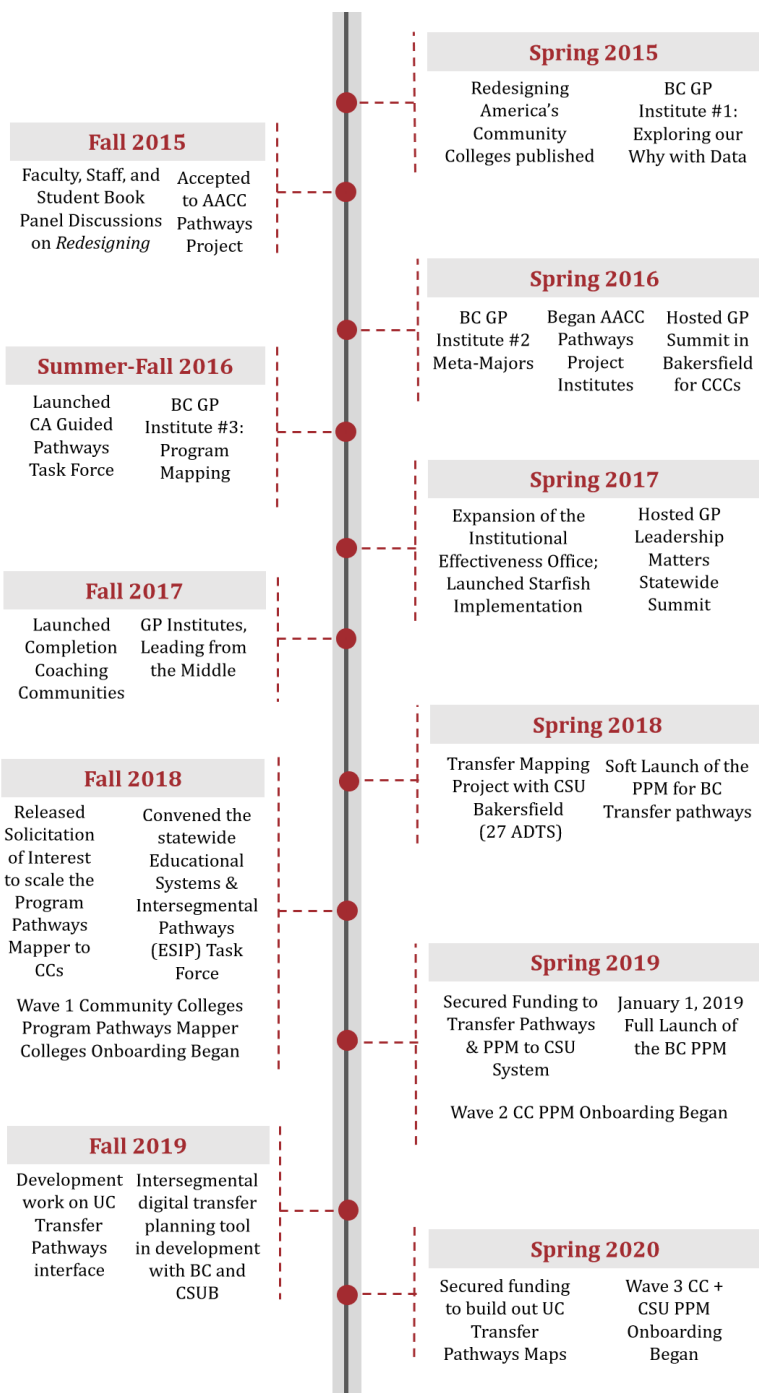 Spring 2015
Redesigning
America’s
Community
Colleges published
BC GP
Institute #1:
Exploring our
Why with Data
Fall 2015
Faculty, Staff, and
Student Book
Panel Discussions
on Redesigning
Accepted
to AACC
Pathways
Project
Spring 2016
BC GP
Institute #2
Meta-Majors
Began AACC
Pathways
Project
Institutes
Hosted GP
Summit in
Bakersfield
for CCCs
Summer-Fall 2016
Launched
CA Guided
Pathways
Task Force
BC GP
Institute #3:
Program
Mapping
Spring 2017
Expansion of the
Institutional
Effectiveness Office;
Launched Starfish
Implementation
Hosted GP
Leadership
Matters
Statewide
Summit
Fall 2017
Launched
Completion
Coaching
Communities
GP Institutes,
Leading from
the Middle
Spring 2018
Transfer Mapping
Project with CSU
Bakersfield
(27 ADTS)
Soft Launch of the
PPM for BC
Transfer pathways
Fall 2018
Released
Solicitation
of Interest
to scale the
Program
Pathways
Mapper to
CCs
Convened the
statewide
Educational
Systems &
Intersegmental
Pathways
(ESIP) Task
Force
Wave 1 Community Colleges
Program Pathways Mapper
Colleges Onboarding Began
Spring 2019
Secured Funding to
Transfer Pathways
& PPM to CSU
System
January 1, 2019
Full Launch of
the BC PPM
Wave 2 CC PPM Onboarding Began
Fall 2019
Development
work on UC
Transfer
Pathways
interface
Intersegmental
digital transfer
planning tool
in development
with BC and
CSUB
Spring 2020
Secured funding
to build out UC
Transfer
Pathways Maps
Wave 3 CC +
CSU PPM
Onboarding
Began